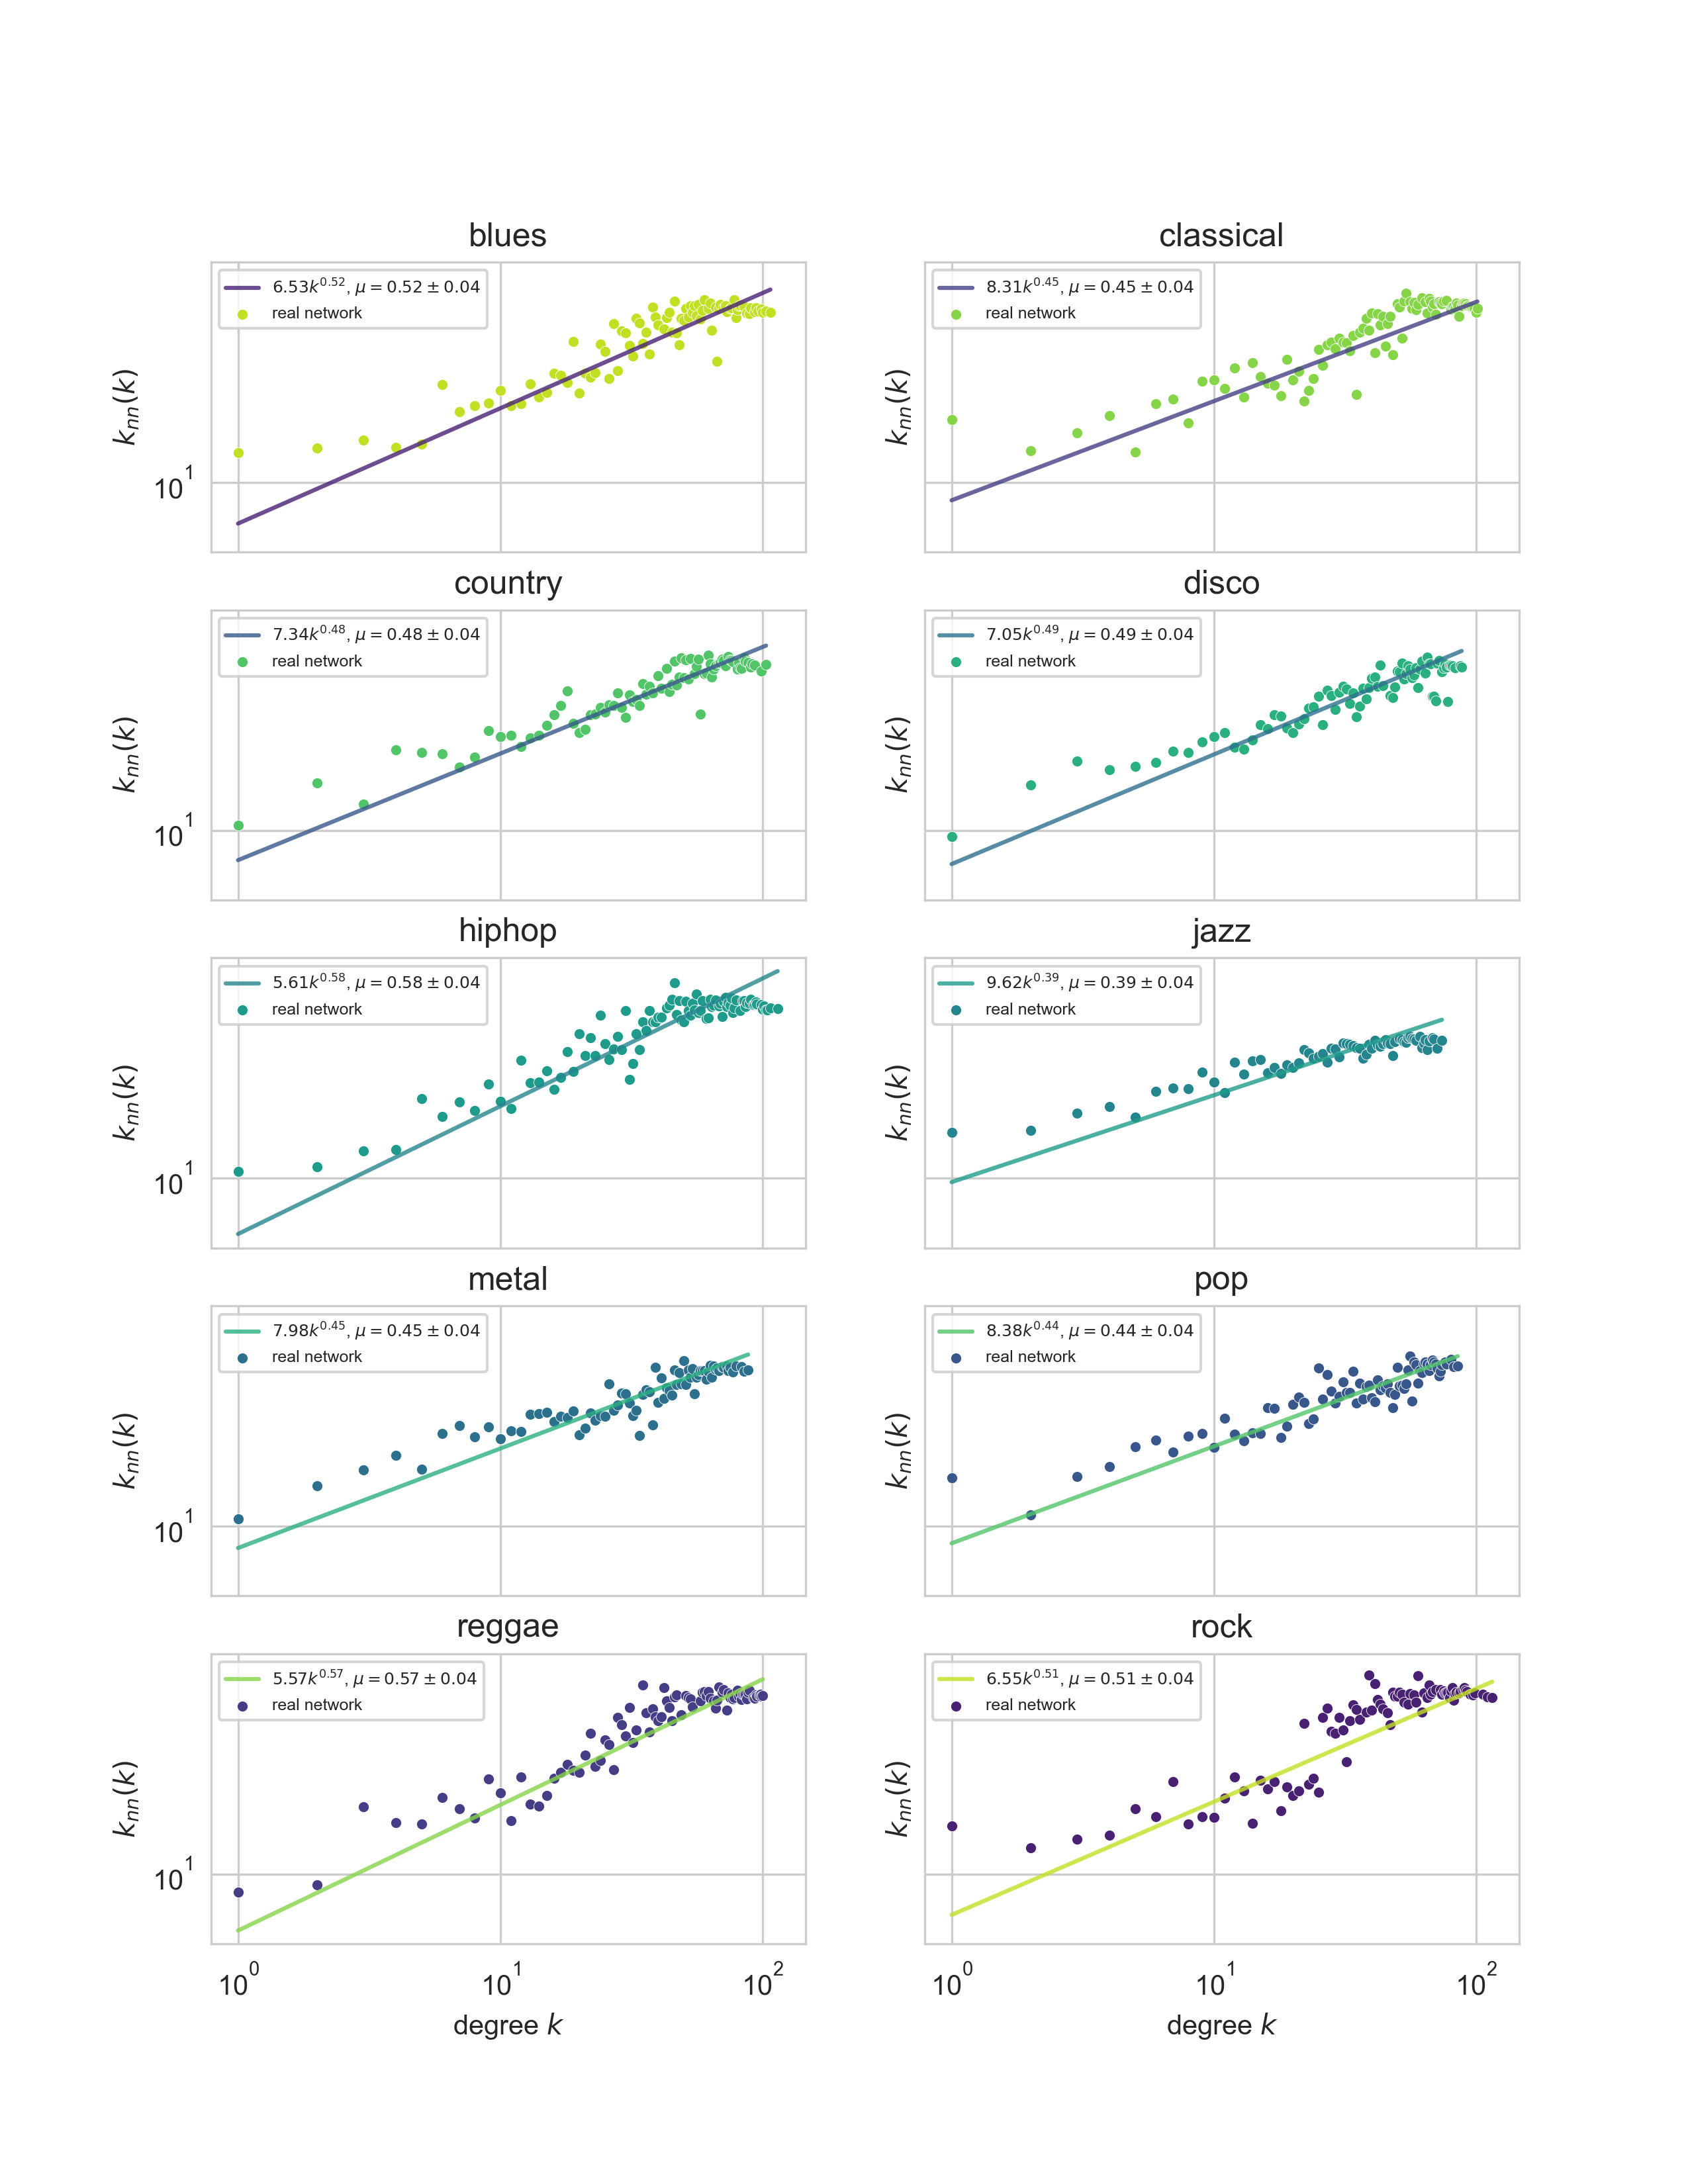 blues
6.53k^0.52, μ = 0.52 ± 0.04
real network
k_nn(k)
10^1
classical
8.31k^0.45, μ = 0.45 ± 0.04
real network
k_nn(k)
country
7.34k^0.48, μ = 0.48 ± 0.04
real network
k_nn(k)
10^1
disco
7.05k^0.49, μ = 0.49 ± 0.04
real network
k_nn(k)
hiphop
5.61k^0.58, μ = 0.58 ± 0.04
real network
k_nn(k)
10^1
jazz
9.62k^0.39, μ = 0.39 ± 0.04
real network
k_nn(k)
metal
7.98k^0.45, μ = 0.45 ± 0.04
real network
k_nn(k)
10^1
pop
8.38k^0.44, μ = 0.44 ± 0.04
real network
k_nn(k)
reggae
5.57k^0.57, μ = 0.57 ± 0.04
real network
k_nn(k)
10^1
10^0 10^1 10^2
degree k
rock
6.55k^0.51, μ = 0.51 ± 0.04
real network
k_nn(k)
10^0 10^1 10^2
degree k